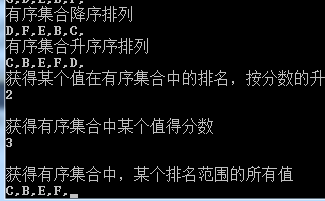 有序集合降序排列
D,F,E,B,C,
有序集合升序序排列
C,B,E,F,D,
获得某个值在有序集合中的排名，按分数的升
2
获得有序集合中某个值得分数
3
获得有序集合中，某个排名范围的所有值
C,B,E,F,